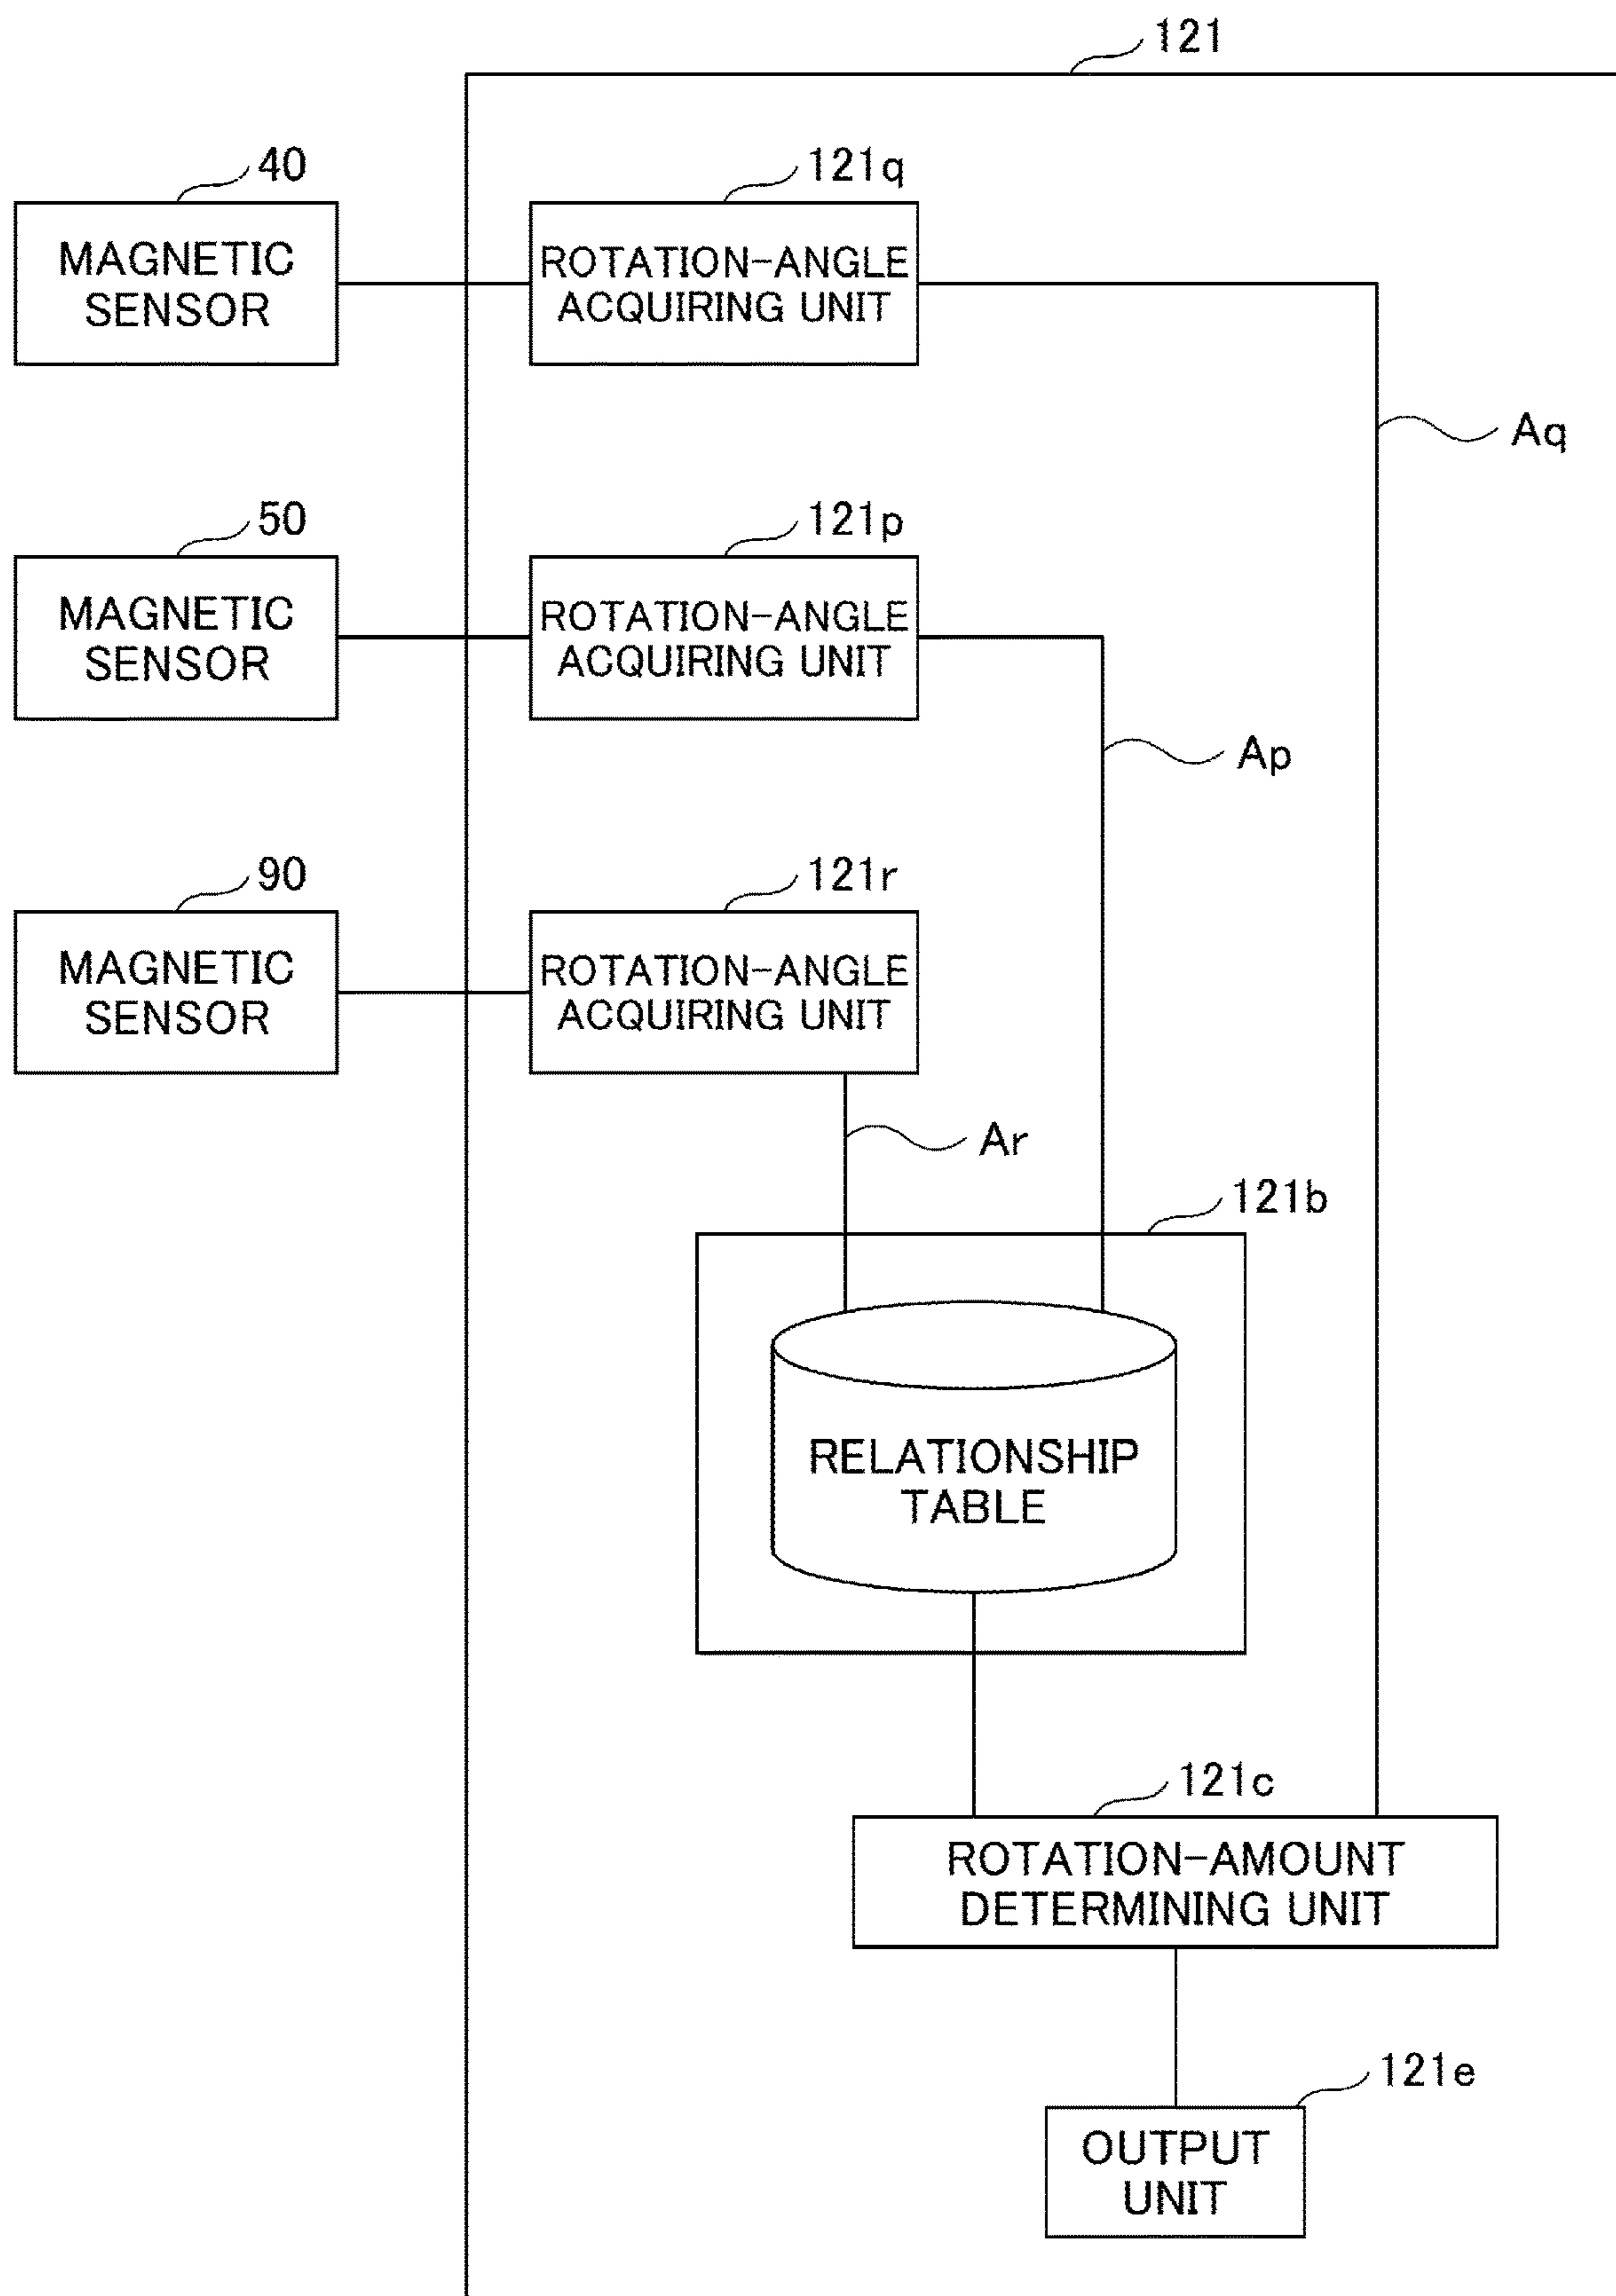 121
40
121q
MAGNETIC
SENSOR
ROTATION-ANGLE
ACQUIRING UNIT
Aq
50
121p
MAGNETIC
SENSOR
ROTATION-ANGLE
ACQUIRING UNIT
Ap
90
121r
MAGNETIC
SENSOR
ROTATION-ANGLE
ACQUIRING UNIT
Ar
121b
RELATIONSHIP
TABLE
121c
ROTATION-AMOUNT
DETERMINING UNIT
121e
OUTPUT
UNIT